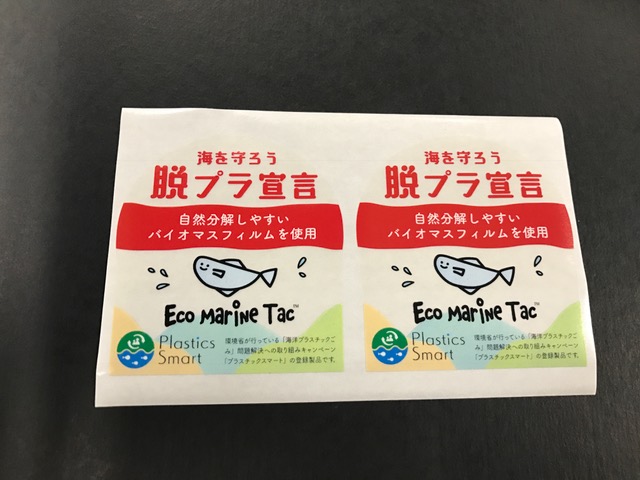 海を守ろう
脱プラ宣言
自然分解しやすい
バイオマスフィルムを使用
Eco Marine Tac™
Plastics
Smart
環境省が行っている「海洋プラスチックご
み」問題解決への取り組みキャンペーン
「プラスチックスマート」の登録製品です。
海を守ろう
脱プラ宣言
自然分解しやすい
バイオマスフィルムを使用
Eco Marine Tac™
Plastics
Smart
環境省が行っている「海洋プラスチックご
み」問題解決への取り組みキャンペーン
「プラスチックスマート」の登録製品です。